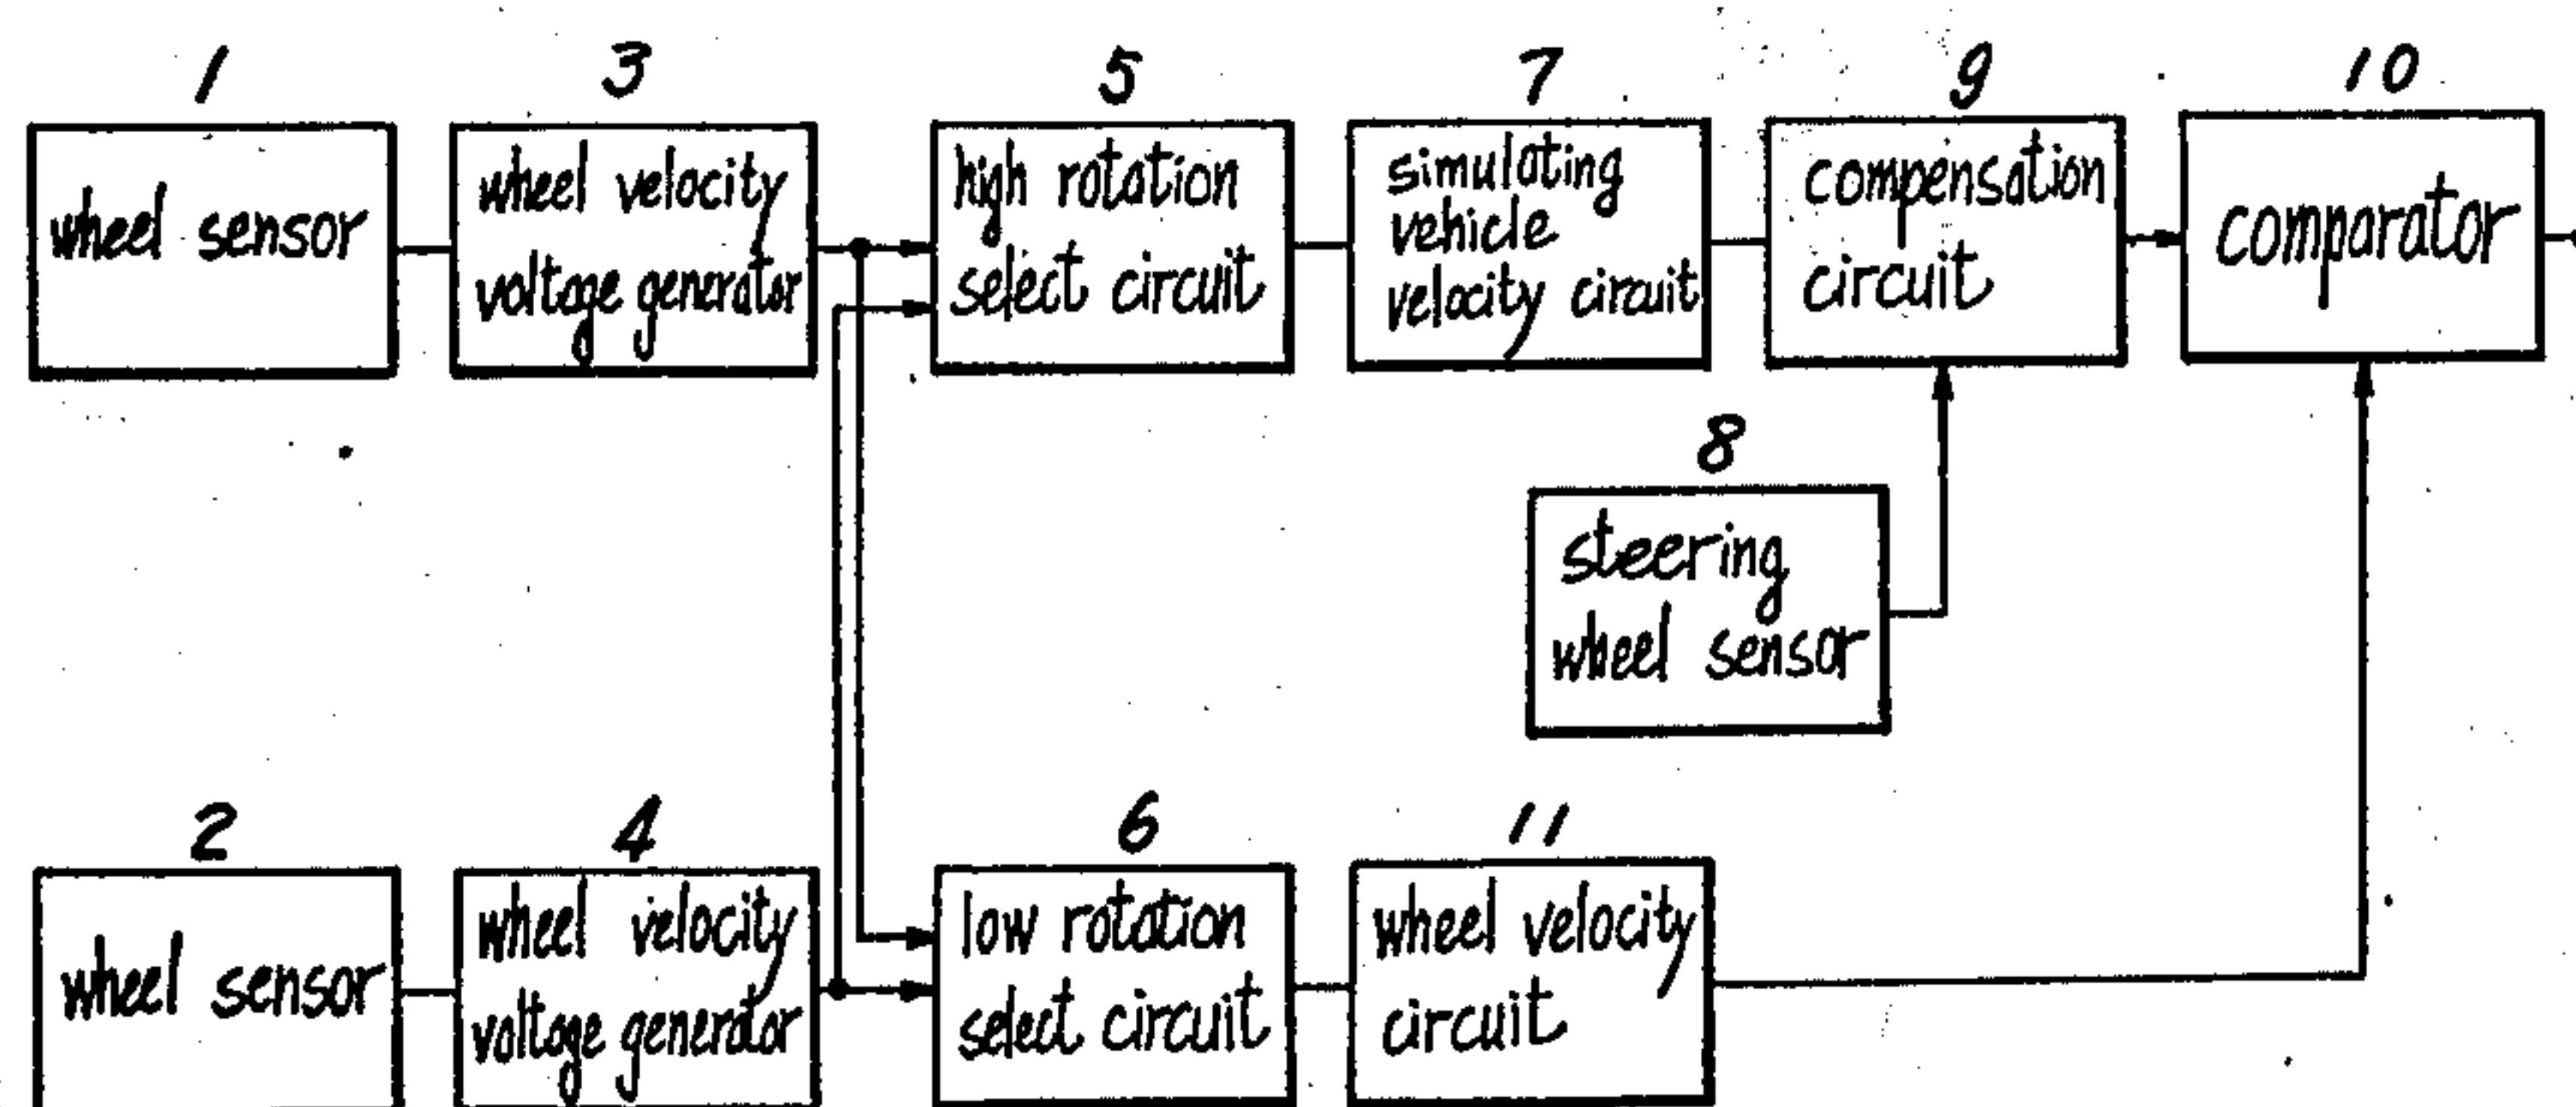 1
wheel sensor
3
wheel velocity
voltage generator
5
high rotation
select circuit
7
simulating
vehicle
velocity circuit
9
compensation
circuit
10
comparator
8
steering
wheel sensor
2
wheel sensor
4
wheel velocity
voltage generator
6
low rotation
select circuit
11
wheel velocity
circuit